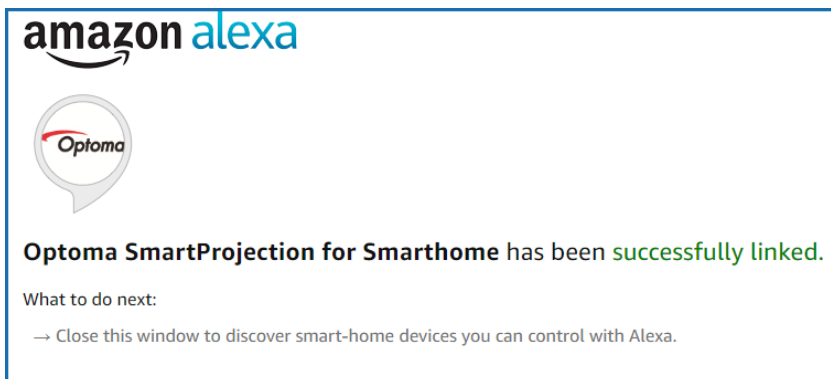 amazon alexa
Optoma
Optoma SmartProjection for Smarthome has been successfully linked.
What to do next:
→ Close this window to discover smart-home devices you can control with Alexa.